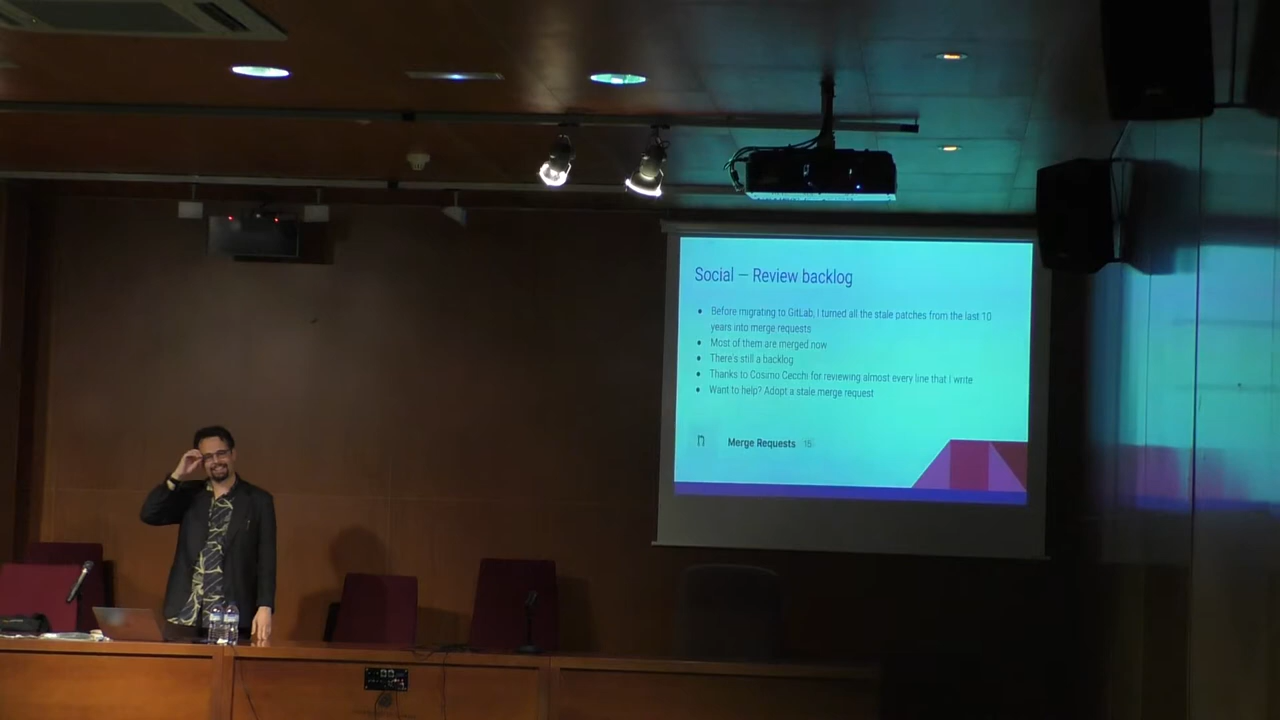 Social — Review backlog
• Before migrating to GitLab, I turned all the stale patches from the last 10
years into merge requests
• Most of them are merged now
• There's still a backlog
• Thanks to Cosimo Cecchi for reviewing almost every line that I write
• Want to help? Adopt a stale merge request
Merge Requests 15